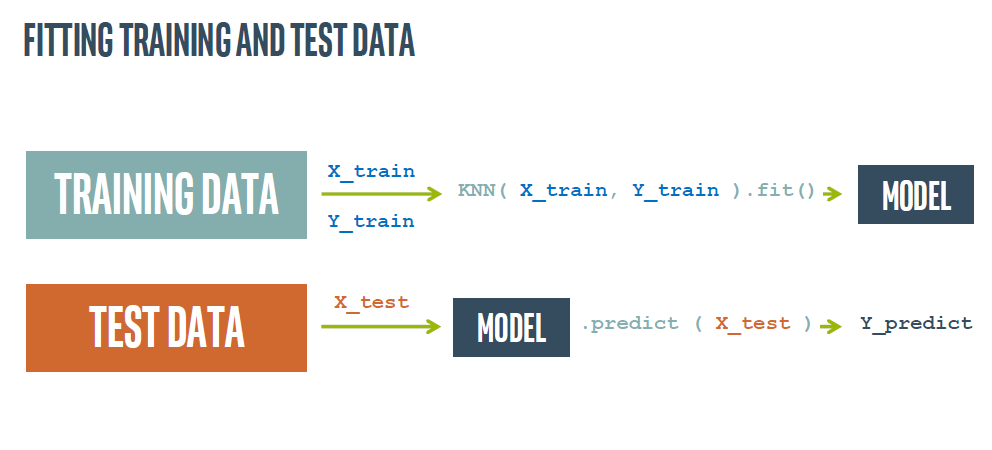 FITTING TRAINING AND TEST DATA
TRAINING DATA
X_train
Y_train
KNN( X_train, Y_train ).fit()
MODEL
TEST DATA
X_test
MODEL
.predict ( X_test )
Y_predict